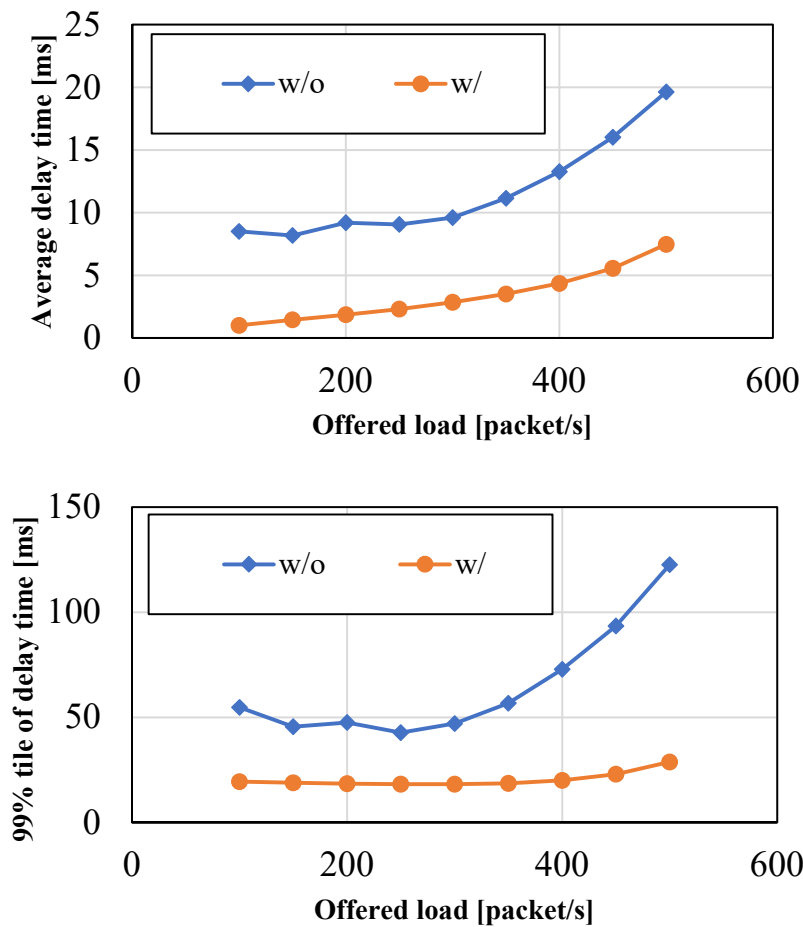 25
20
15
10
5
0
w/o w/
0 200 400 600
Average delay time [ms]
Offered load [packet/s]
150
100
50
0
w/o w/
0 200 400 600
99% tile of delay time [ms]
Offered load [packet/s]